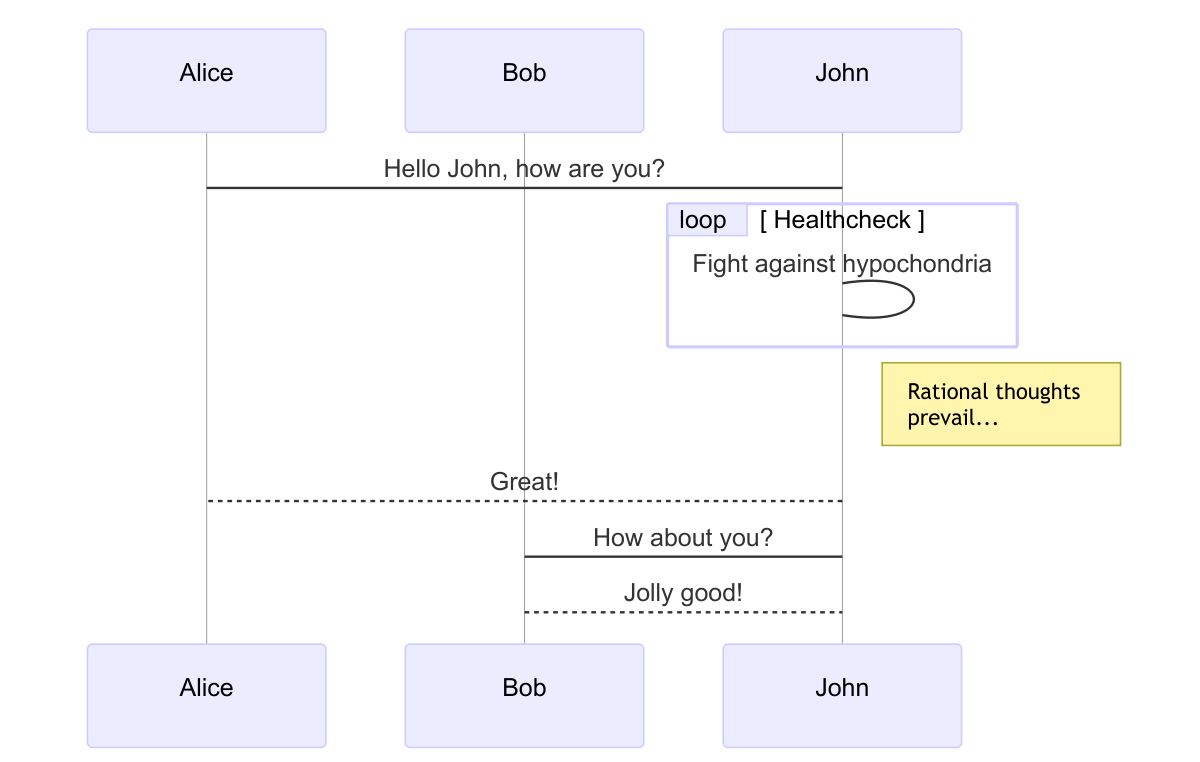 Alice
Bob
John
Hello John, how are you?
loop
[ Healthcheck ]
Fight against hypochondria
Rational thoughts
prevail...
Great!
How about you?
Jolly good!
Alice
Bob
John